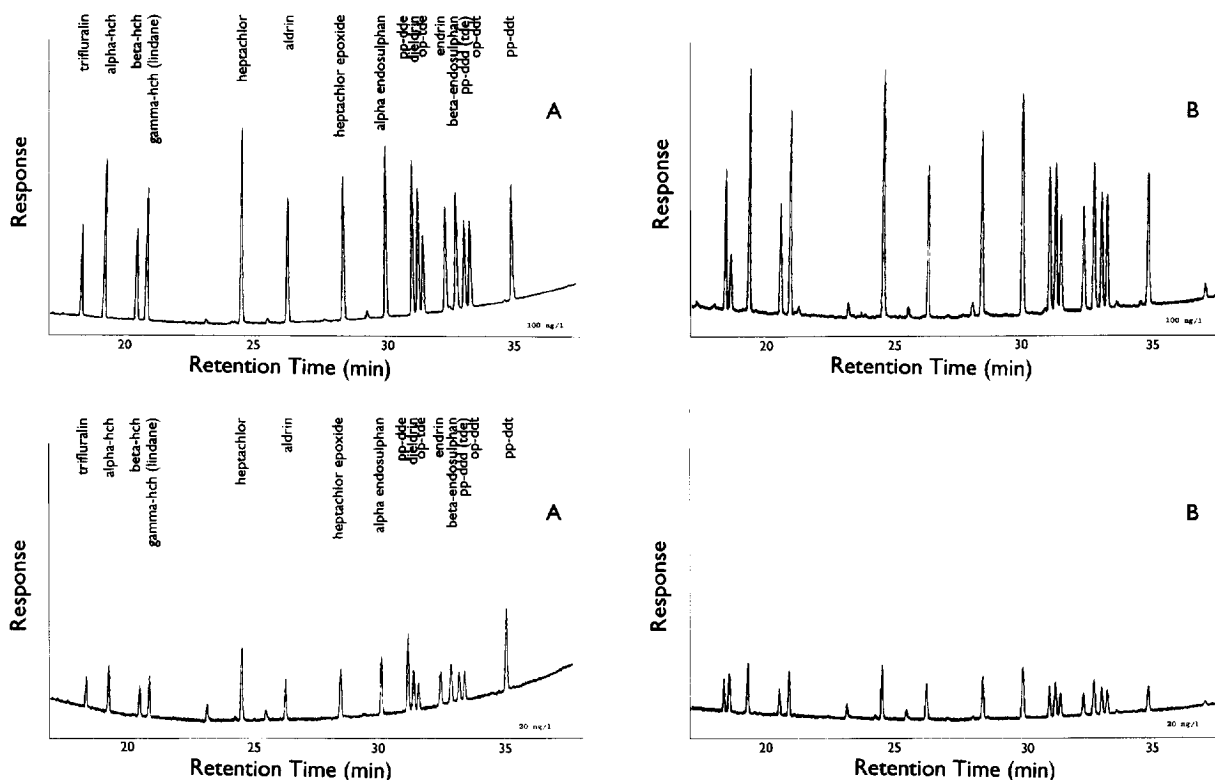 trifluralin
alpha-hch
beta-hch
gamma-hch (lindane)
heptachlor
aldrin
heptachlor epoxide
alpha endosulphan
pp-dde
dieldrin
op-tde
endrin
beta-endosulphan
pp-ddd (tde)
op-ddt
pp-ddt
A
Response
100 ng/l
20
25
30
35
Retention Time (min)
B
Response
100 ng/l
20
25
30
35
Retention Time (min)
trifluralin
alpha-hch
beta-hch
gamma-hch (lindane)
heptachlor
aldrin
heptachlor epoxide
alpha endosulphan
pp-dde
dieldrin
op-tde
endrin
beta-endosulphan
pp-ddd (tde)
op-ddt
pp-ddt
A
Response
20 ng/l
20
25
30
35
Retention Time (min)
B
Response
20 ng/l
20
25
30
35
Retention Time (min)